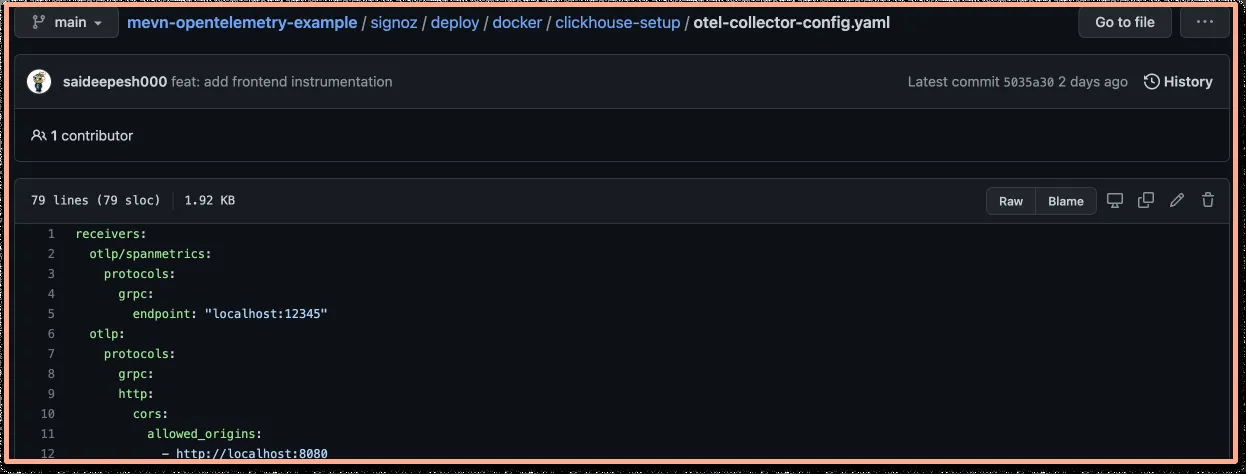 main mevn-opentelemetry-example / signoz / deploy / docker / clickhouse-setup / otel-collector-config.yaml Go to file ...
saideepesh000 feat: add frontend instrumentation Latest commit 5035a30 2 days ago History
1 contributor
79 lines (79 sloc) 1.92 KB Raw Blame
1 receivers:
2   otlp/spanmetrics:
3     protocols:
4       grpc:
5         endpoint: "localhost:12345"
6   otlp:
7     protocols:
8       grpc:
9       http:
10         cors:
11           allowed_origins:
12             - http://localhost:8080